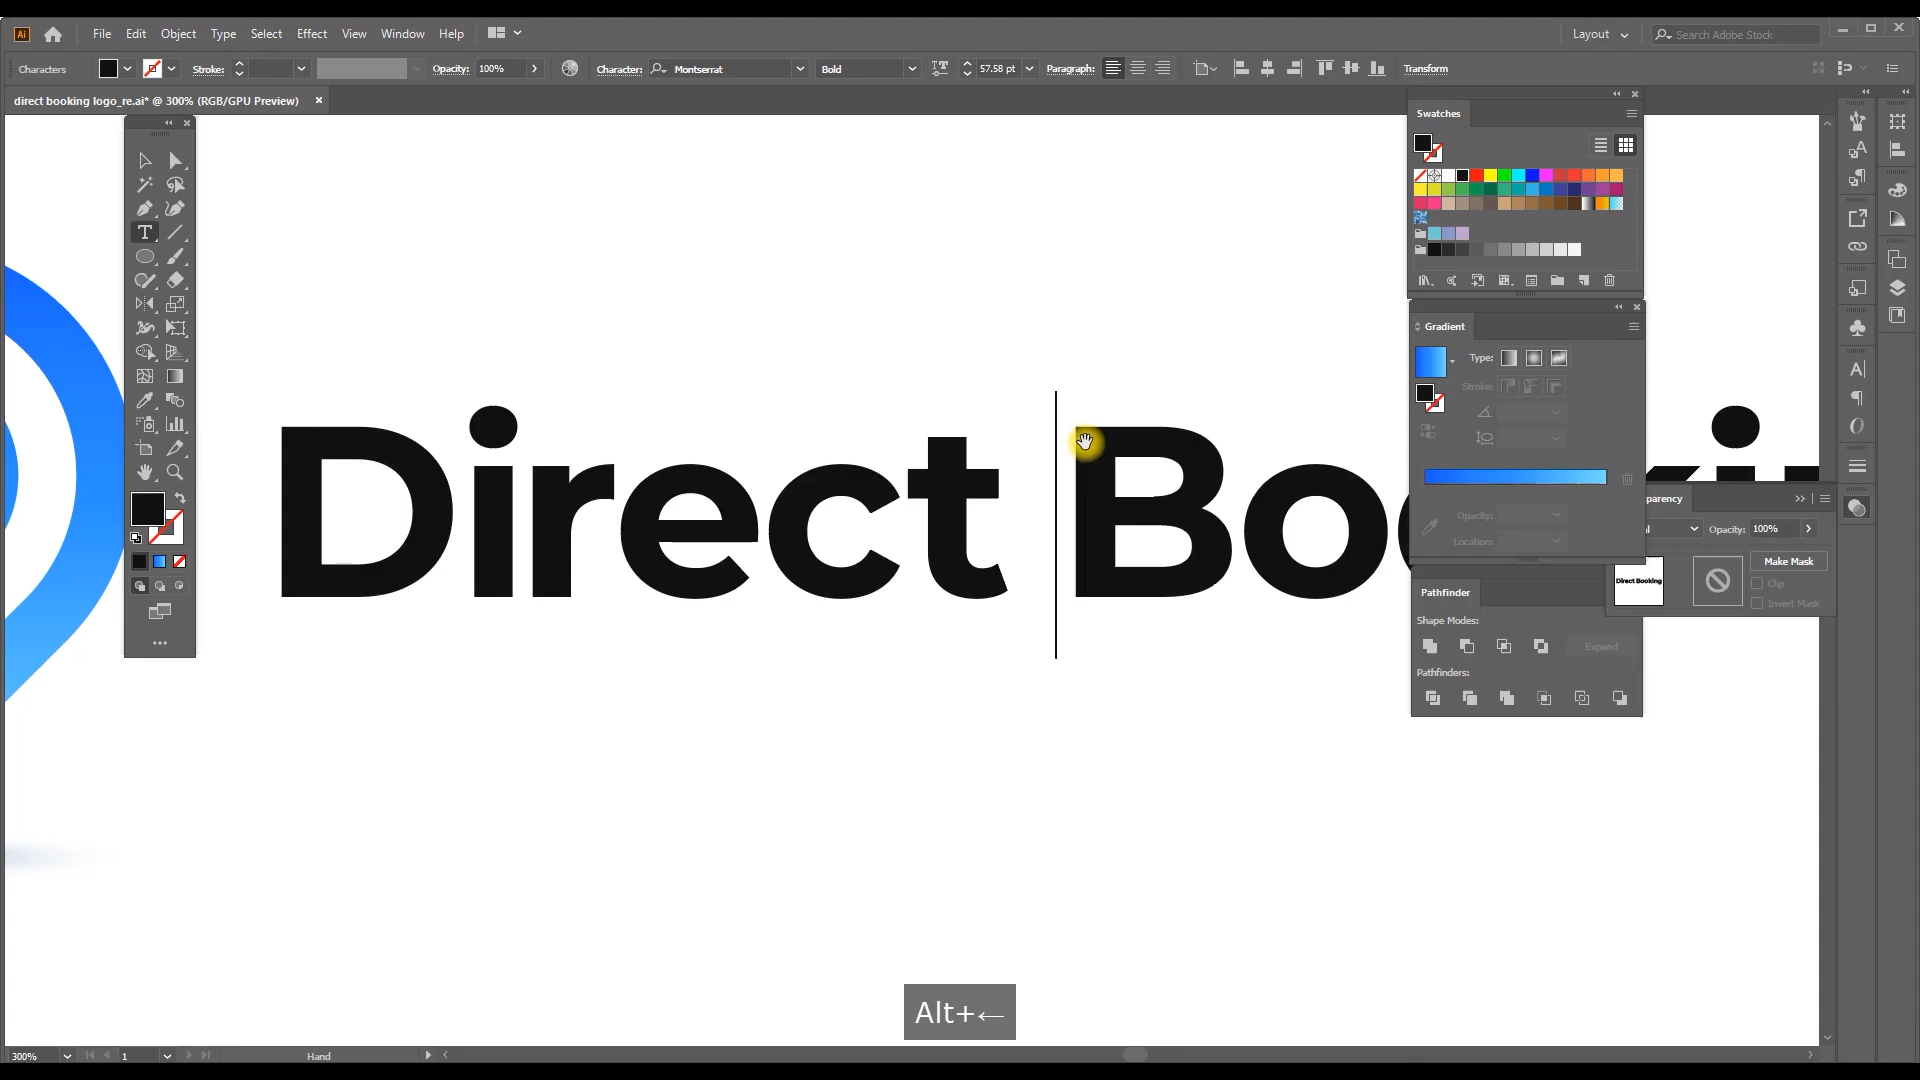 Ai File Edit Object Type Select Effect View Window Help Layout Search Adobe Stock
Characters Stroke: Opacity: 100% Character: Montserrat Bold 57.58 pt Paragraph: Transform
direct booking logo_re.ai* @ 300% (RGB/GPU Preview)
Swatches
Gradient
Type:
Stroke:
Direct Bo
Opacity:
Location:
parency
Opacity: 100%
Make Mask
Direct Booking
Clip
Invert Mask
Pathfinder
Shape Modes:
Expand
Pathfinders:
Alt+←
300% 1 Hand